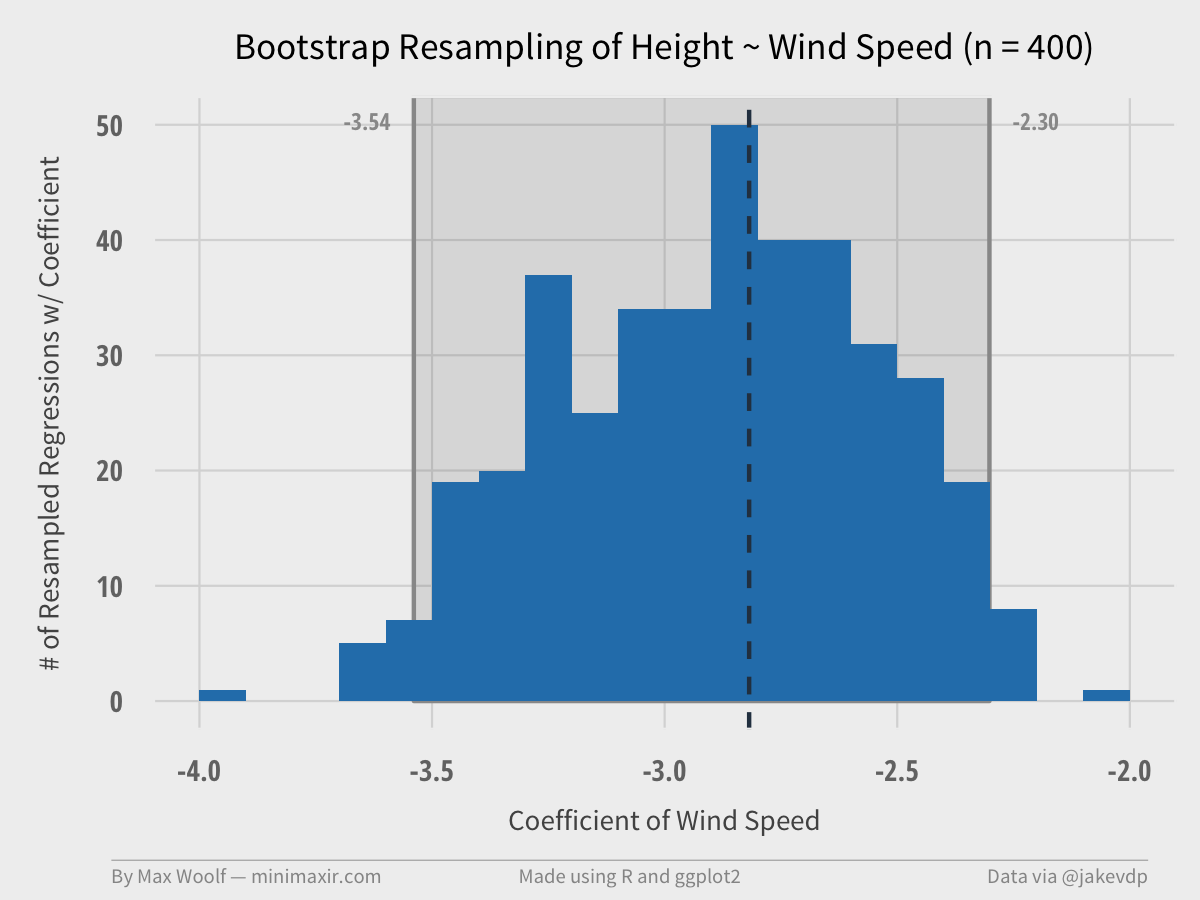 Bootstrap Resampling of Height ~ Wind Speed (n = 400)
-3.54
-2.30
50
40
30
20
10
0
# of Resampled Regressions w/ Coefficient
-4.0 -3.5 -3.0 -2.5 -2.0
Coefficient of Wind Speed
By Max Woolf — minimaxir.com Made using R and ggplot2 Data via @jakevdp